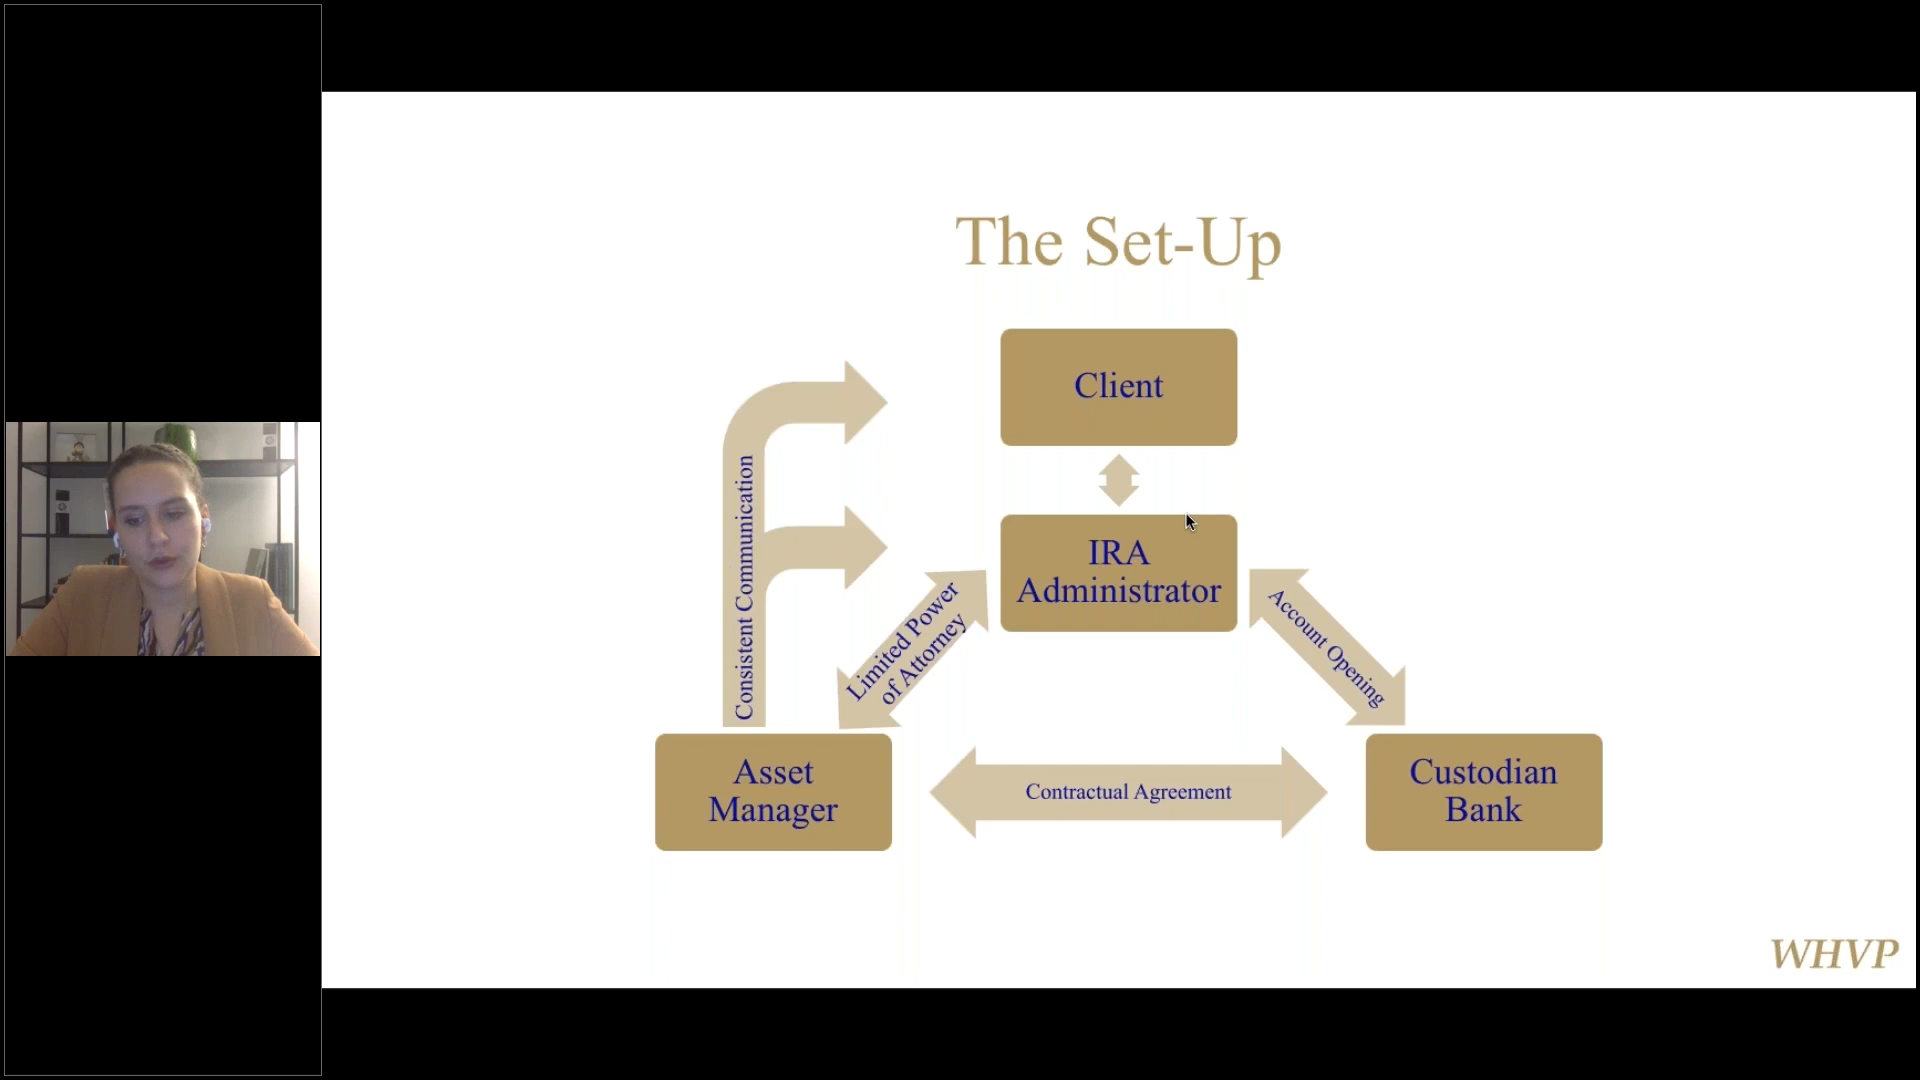 The Set-Up
Client
Consistent Communication
IRA
Administrator
Limited Power
of Attorney
Account Opening
Asset
Manager
Contractual Agreement
Custodian
Bank
WHVP